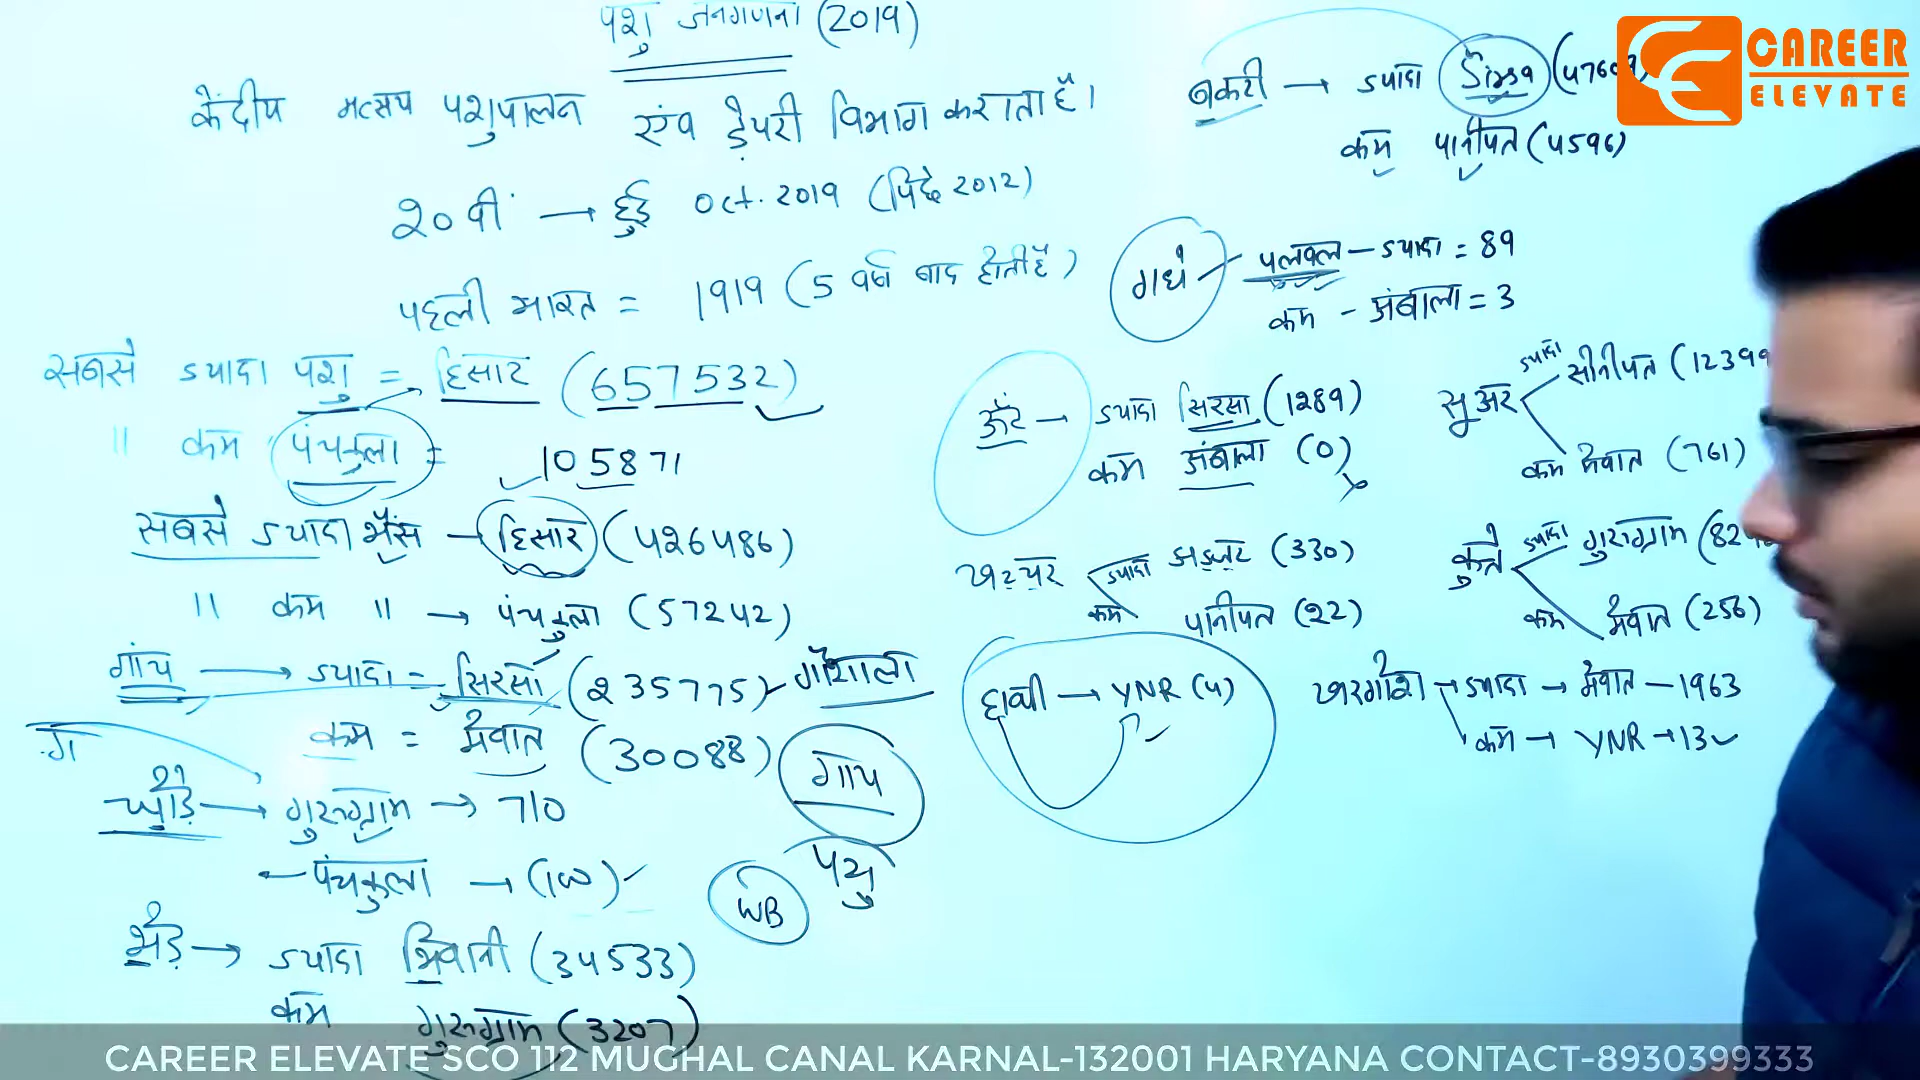 पशु जनगणना (2019)
केंद्रीय मत्सय पशुपालन एंव डेयरी विभाग कराता है।
20 वीं → हुई Oct. 2019 (पिछे 2012)
पहली भारत = 1919 (5 वर्ष बाद होती है)
सबसे ज्यादा पशु = हिसार (657532)
" कम पंचकुला = 105871
सबसे ज्यादा भैंस - हिसार (426486)
" कम " → पंचकुला (57242)
गाय → ज्यादा = सिरसा (235775) गौशाला
कम = मेवात (30088)
गाय
ग
घोड़े → गुरुग्राम → 710
पंचकुला → (10)
पशु
WB
भेड़ → ज्यादा भिवानी (34533)
कम गुरुग्राम (3207)
बकरी → ज्यादा Sirsa
कम पानीपत (4596)
गधे - पलवल - ज्यादा = 89
कम - अंबाला = 3
ऊँट → ज्यादा सिरसा (1289)
कम अंबाला (0)
सूअर ज्यादा सोनीपत (12399
कम मेवात (761)
खच्चर ज्यादा झज्जर (330)
कम पानीपत (22)
कुत्ते ज्यादा गुरुग्राम
कम मेवात (256)
हाथी → YNR (4)
खरगोश → ज्यादा → मेवात - 1963
कम → YNR → 13
CAREER
ELEVATE
CAREER ELEVATE SCO 112 MUGHAL CANAL KARNAL-132001 HARYANA CONTACT-8930399333